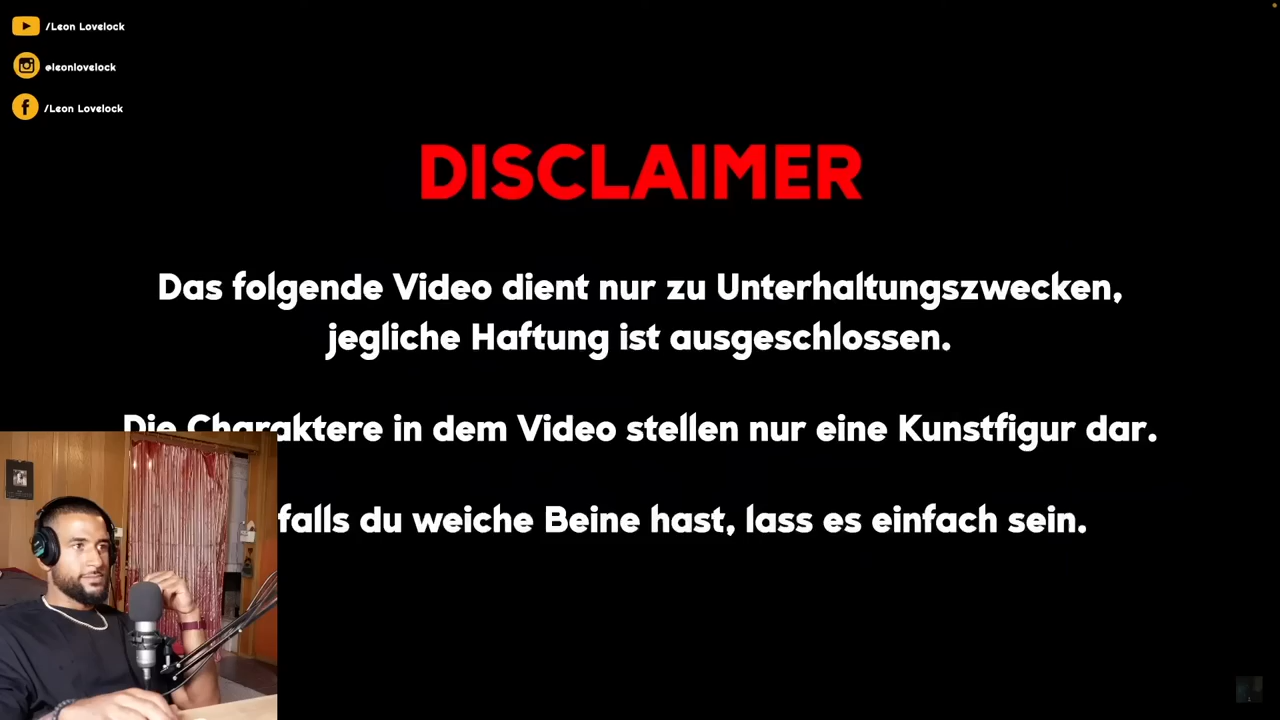 /Leon Lovelock
@leonlovelock
/Leon Lovelock
DISCLAIMER
Das folgende Video dient nur zu Unterhaltungszwecken,
jegliche Haftung ist ausgeschlossen.
Die Charaktere in dem Video stellen nur eine Kunstfigur dar.
falls du weiche Beine hast, lass es einfach sein.